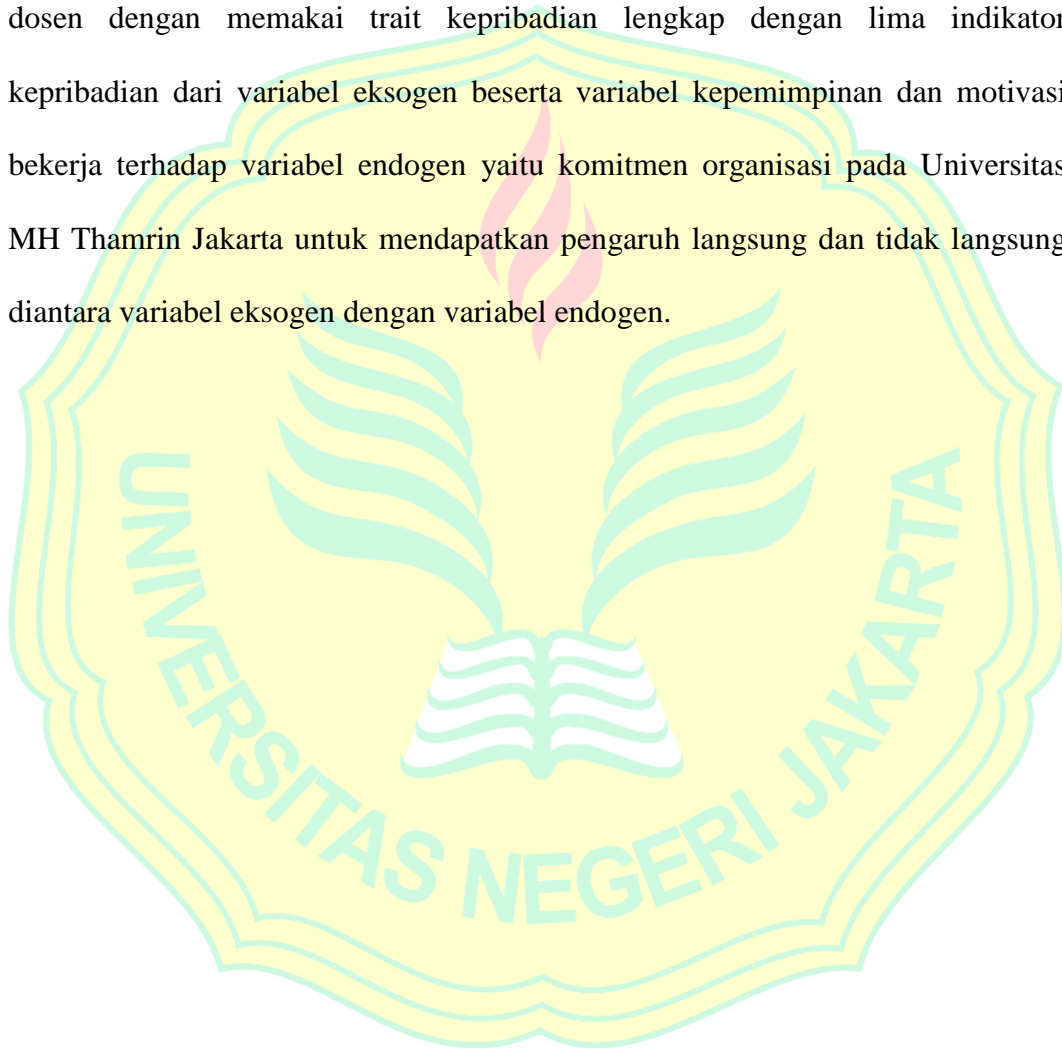 dosen dengan memakai trait kepribadian lengkap dengan lima indikator
kepribadian dari variabel eksogen beserta variabel kepemimpinan dan motivasi
bekerja terhadap variabel endogen yaitu komitmen organisasi pada Universitas
MH Thamrin Jakarta untuk mendapatkan pengaruh langsung dan tidak langsung
diantara variabel eksogen dengan variabel endogen.
UNIVERSITAS NEGERI JAKARTA